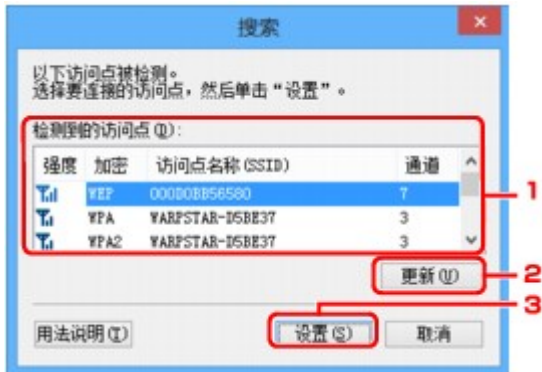 搜索
以下访问点被检测。
选择要连接的访问点，然后单击“设置”。
检测到的访问点(D):
强度 加密 访问点名称(SSID) 通道
WEP 000D0BB56580 7
WPA WARPSTAR-D5BE37 3
WPA2 WARPSTAR-D5BE37 3
1
更新(U) 2
3
用法说明(I) 设置(S) 取消